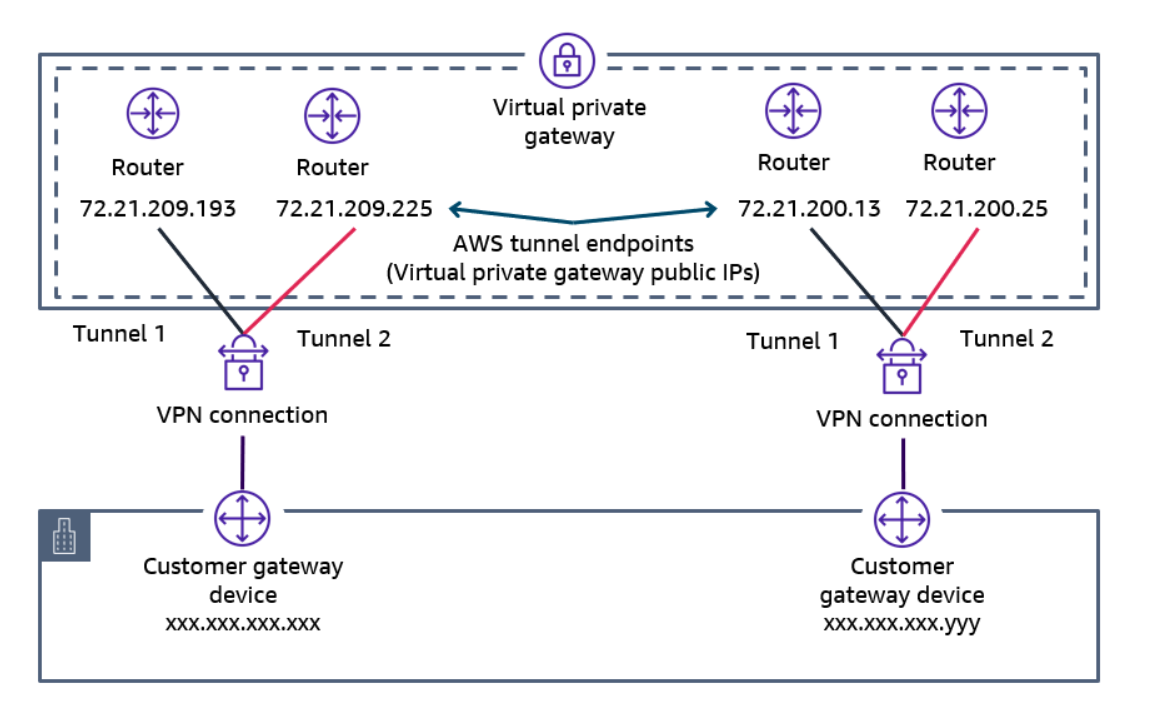 Virtual private
gateway
Router
Router
Router
Router
72.21.209.193
72.21.209.225
72.21.200.13
72.21.200.25
AWS tunnel endpoints
(Virtual private gateway public IPs)
Tunnel 1
Tunnel 2
Tunnel 1
Tunnel 2
VPN connection
VPN connection
Customer gateway
device
xxx.xxx.xxx.xxx
Customer
gateway device
xxx.xxx.xxx.yyy